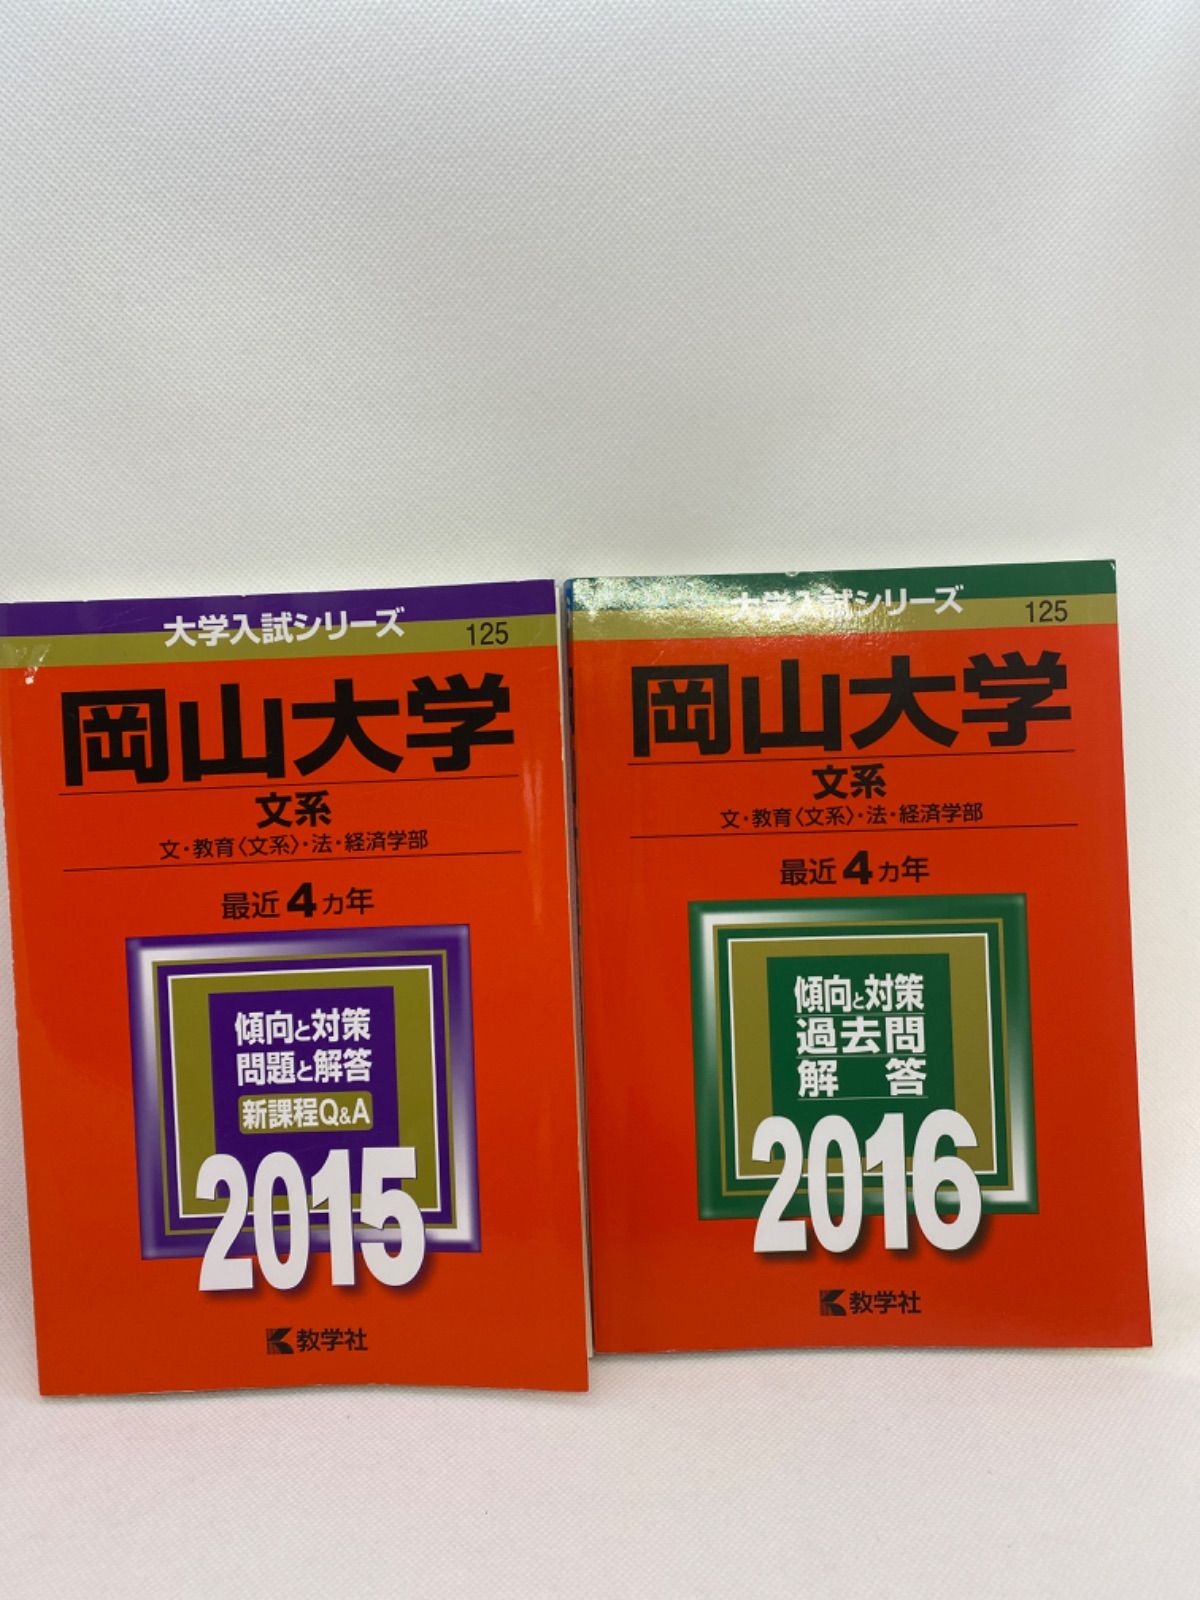 大学入試シリーズ
125
岡山大学
文系
文・教育〈文系〉・法・経済学部
最近4カ年
傾向と対策
問題と解答
新課程Q&A
2015
教学社
大学入試シリーズ
125
岡山大学
文系
文・教育〈文系〉・法・経済学部
最近4カ年
傾向と対策
過去問
解答
2016
教学社